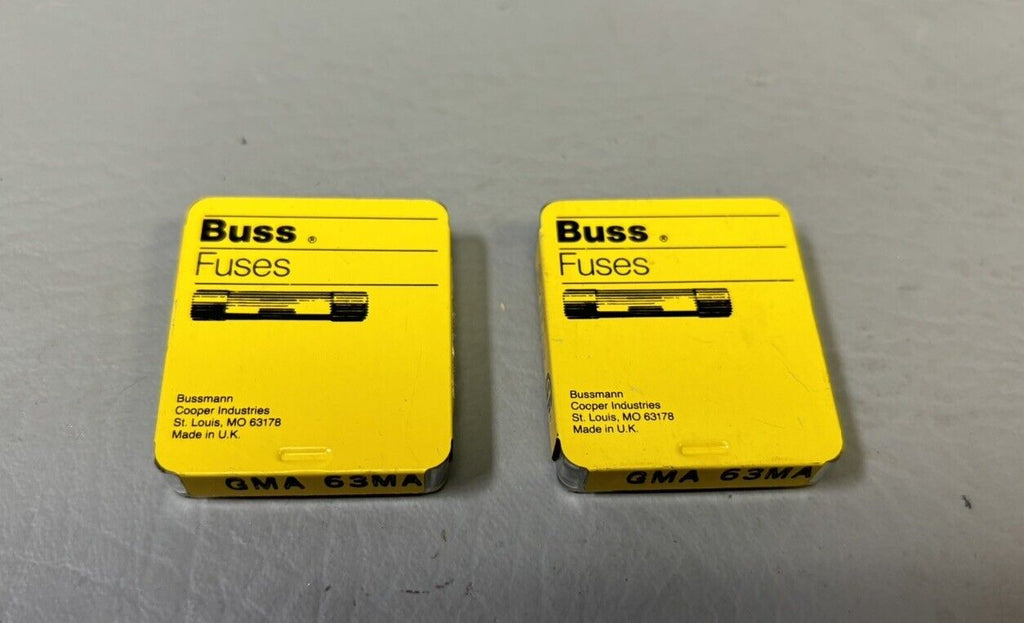 Buss ®
Fuses
Bussmann
Cooper Industries
St. Louis, MO 63178
Made in U.K.
GMA 63MA
Buss ®
Fuses
Bussmann
Cooper Industries
St. Louis, MO 63178
Made in U.K.
GMA 63MA